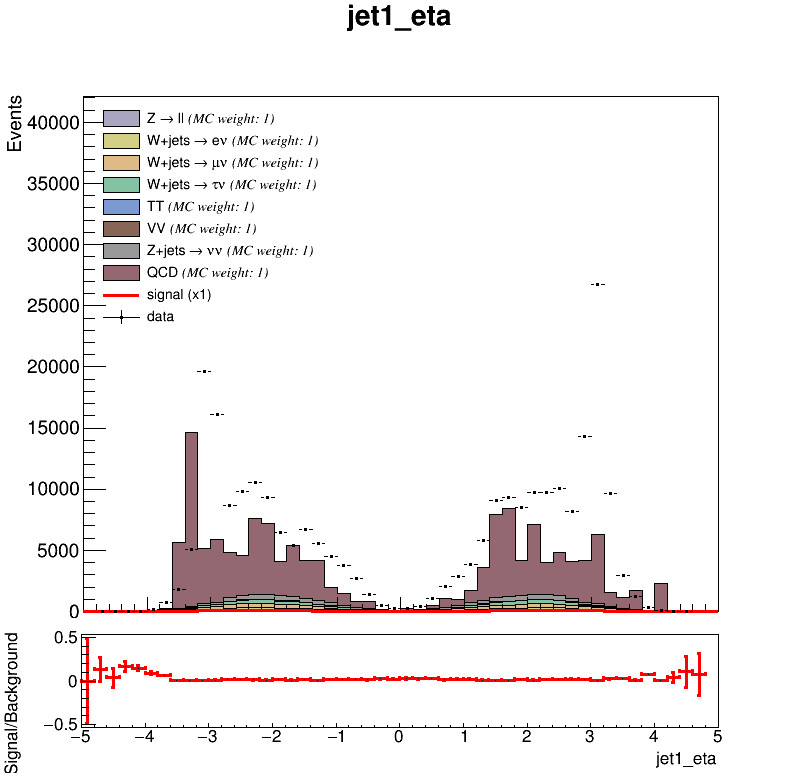 jet1_eta
Events
40000
35000
30000
25000
20000
15000
10000
5000
0
Z → ll (MC weight: 1)
W+jets → eν (MC weight: 1)
W+jets → μν (MC weight: 1)
W+jets → τν (MC weight: 1)
TT (MC weight: 1)
VV (MC weight: 1)
Z+jets → νν (MC weight: 1)
QCD (MC weight: 1)
signal (x1)
data
Signal/Background
0.5
0
−0.5
−5 −4 −3 −2 −1 0 1 2 3 4 5
jet1_eta